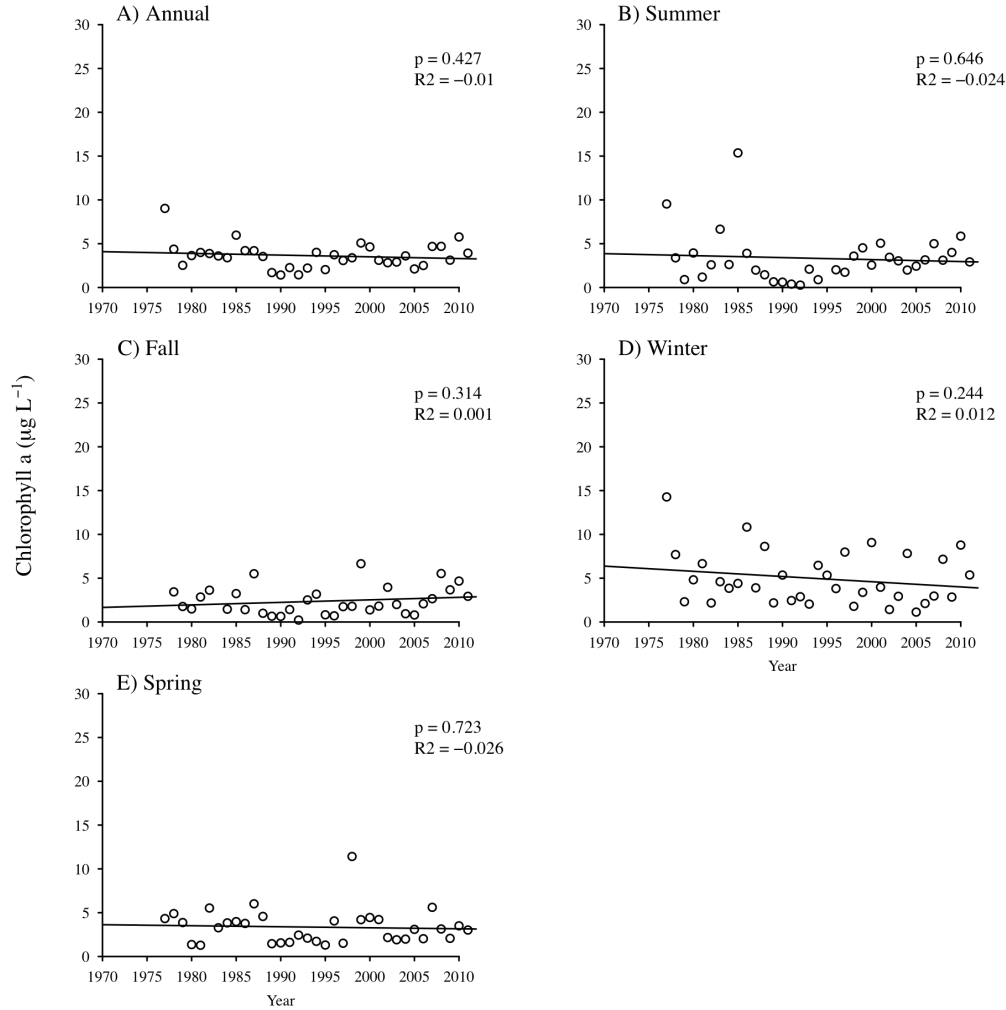 A) Annual
30
25
20
15
10
5
0
p = 0.427
R2 = −0.01
1970 1975 1980 1985 1990 1995 2000 2005 2010
B) Summer
30
25
20
15
10
5
0
p = 0.646
R2 = −0.024
1970 1975 1980 1985 1990 1995 2000 2005 2010
Chlorophyll a (µg L−1)
C) Fall
30
25
20
15
10
5
0
p = 0.314
R2 = 0.001
1970 1975 1980 1985 1990 1995 2000 2005 2010
D) Winter
30
25
20
15
10
5
0
p = 0.244
R2 = 0.012
1970 1975 1980 1985 1990 1995 2000 2005 2010
Year
E) Spring
30
25
20
15
10
5
0
p = 0.723
R2 = −0.026
1970 1975 1980 1985 1990 1995 2000 2005 2010
Year